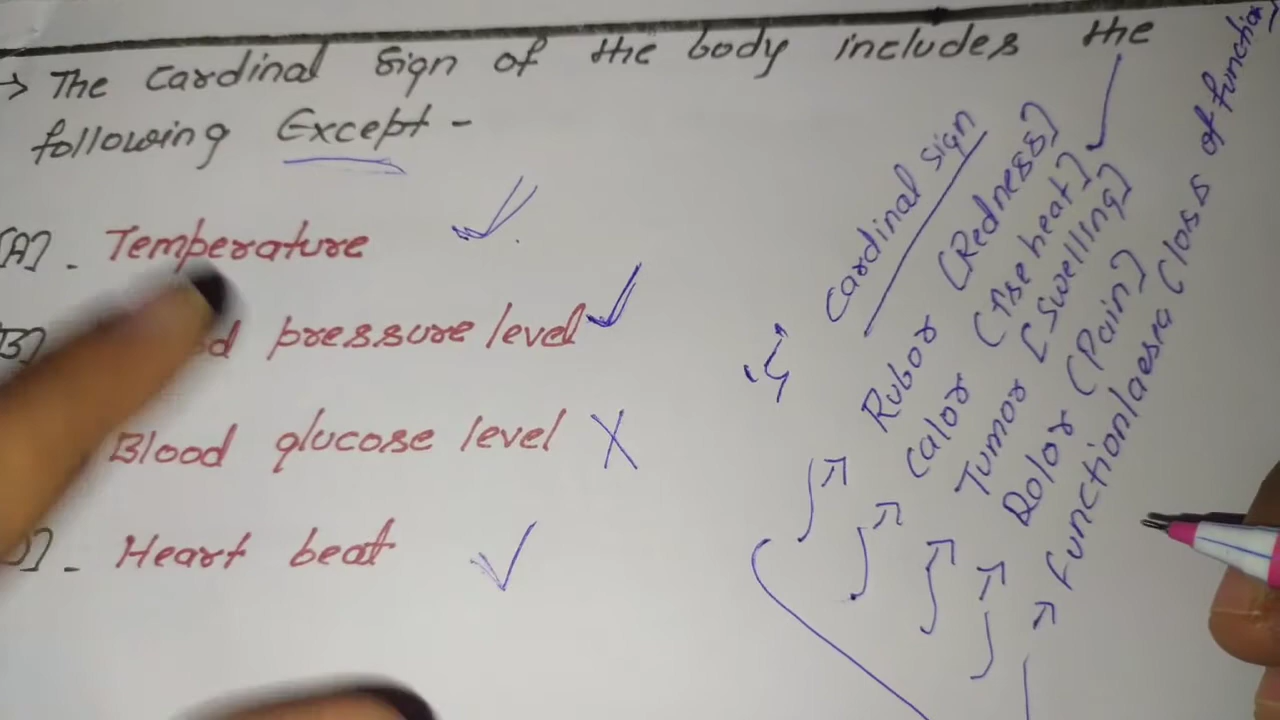 → The cardinal sign of the body includes the
following Except -
[A]. Temperature
B] pressure level
Blood glucose level
D]. Heart beat
cardinal sign
Rubor [Redness]
calor (↑se heat]
Tumor [Swelling]
Dolor (Pain]
→ functionlaesea (loss of function)